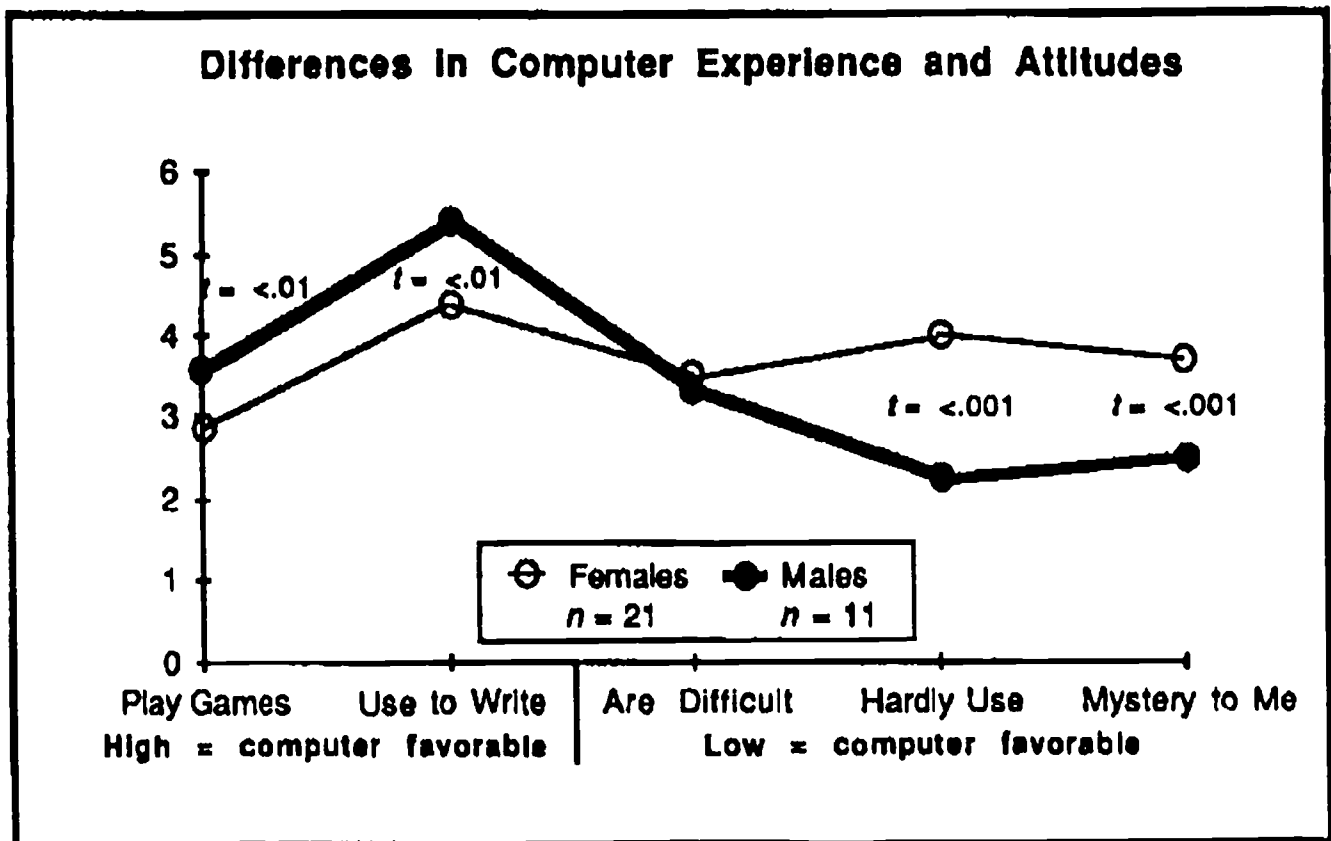 Differences in Computer Experience and Attitudes
6
5
4
3
2
1
0
t = <.01
t = <.01
t = <.001
t = <.001
Females Males
n = 21 n = 11
Play Games Use to Write Are Difficult Hardly Use Mystery to Me
High = computer favorable Low = computer favorable